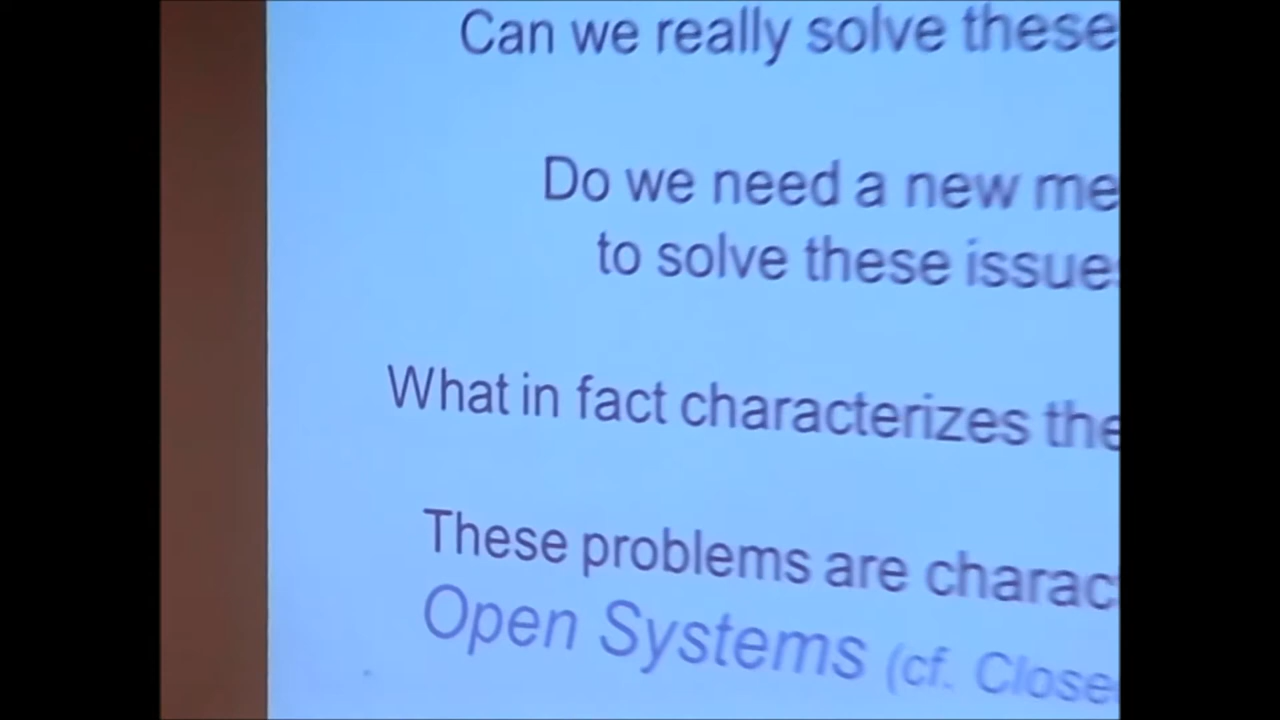 Can we really solve these
Do we need a new me
to solve these issues
What in fact characterizes the
These problems are charac
Open Systems (cf. Close